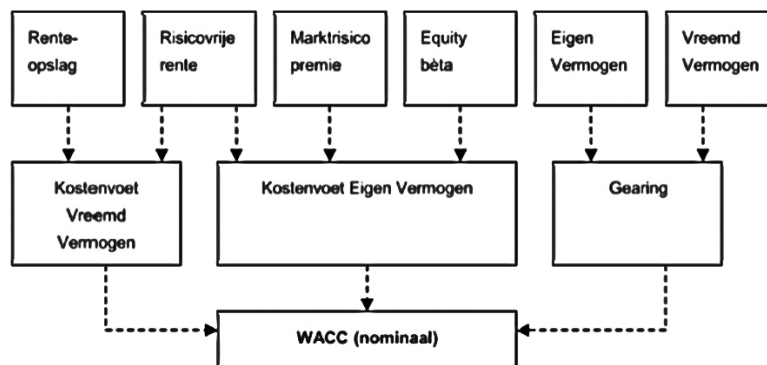 Rente-
opslag
Risicovrije
rente
Marktrisico
premie
Equity
bèta
Eigen
Vermogen
Vreemd
Vermogen
Kostenvoet
Vreemd
Vermogen
Kostenvoet Eigen Vermogen
Gearing
WACC (nominaal)